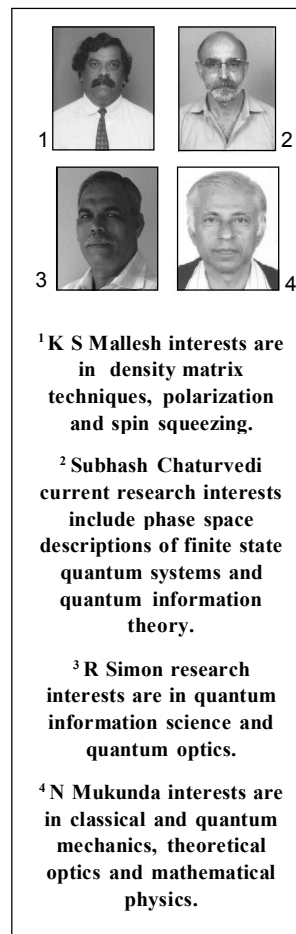 1
2
3
4
¹ K S Mallesh interests are
in density matrix
techniques, polarization
and spin squeezing.
² Subhash Chaturvedi
current research interests
include phase space
descriptions of finite state
quantum systems and
quantum information
theory.
³ R Simon research
interests are in quantum
information science and
quantum optics.
⁴ N Mukunda interests are
in classical and quantum
mechanics, theoretical
optics and mathematical
physics.